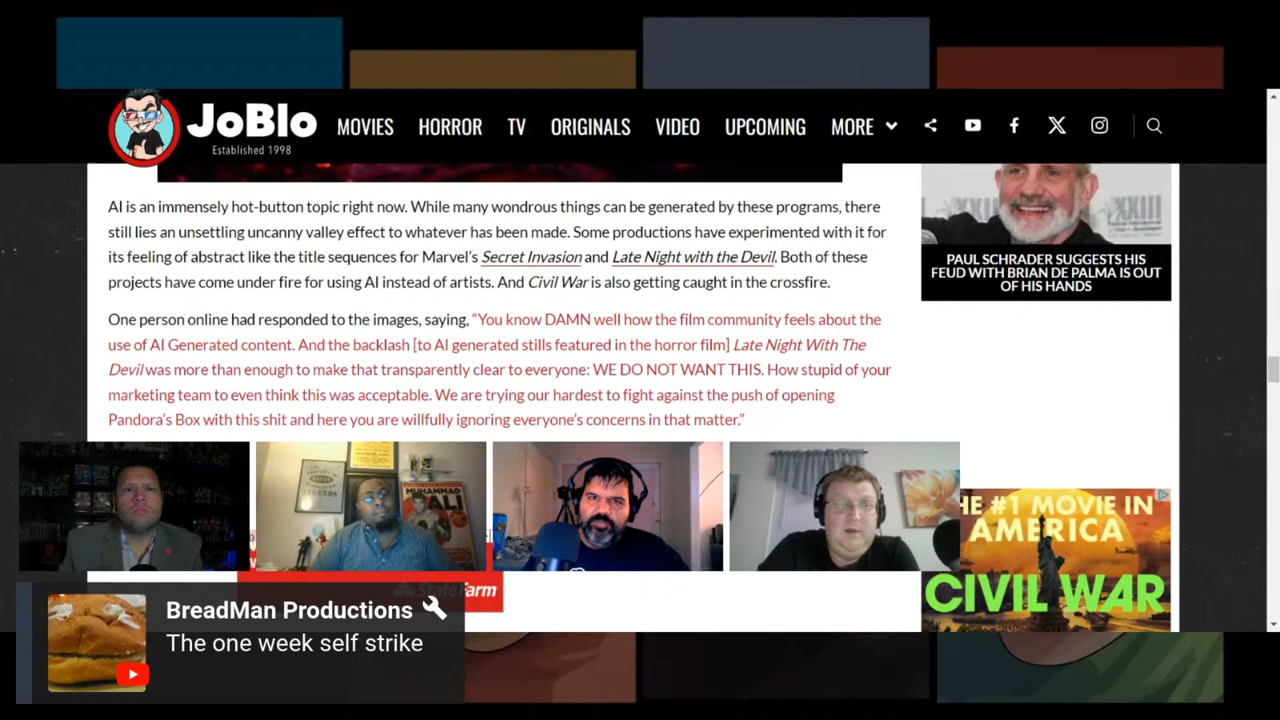 JoBlo
Established 1998
MOVIES HORROR TV ORIGINALS VIDEO UPCOMING MORE
AI is an immensely hot-button topic right now. While many wondrous things can be generated by these programs, there
still lies an unsettling uncanny valley effect to whatever has been made. Some productions have experimented with it for
its feeling of abstract like the title sequences for Marvel’s Secret Invasion and Late Night with the Devil. Both of these
projects have come under fire for using AI instead of artists. And Civil War is also getting caught in the crossfire.
One person online had responded to the images, saying, “You know DAMN well how the film community feels about the
use of AI Generated content. And the backlash [to AI generated stills featured in the horror film] Late Night With The
Devil was more than enough to make that transparently clear to everyone: WE DO NOT WANT THIS. How stupid of your
marketing team to even think this was acceptable. We are trying our hardest to fight against the push of opening
Pandora’s Box with this shit and here you are willfully ignoring everyone’s concerns in that matter.”
XXIII
PAUL SCHRADER SUGGESTS HIS
FEUD WITH BRIAN DE PALMA IS OUT
OF HIS HANDS
MUHAMMAD
ALI
LEGENDS
HE #1 MOVIE IN
AMERICA
CIVIL WAR
StateFarm
BreadMan Productions
The one week self strike